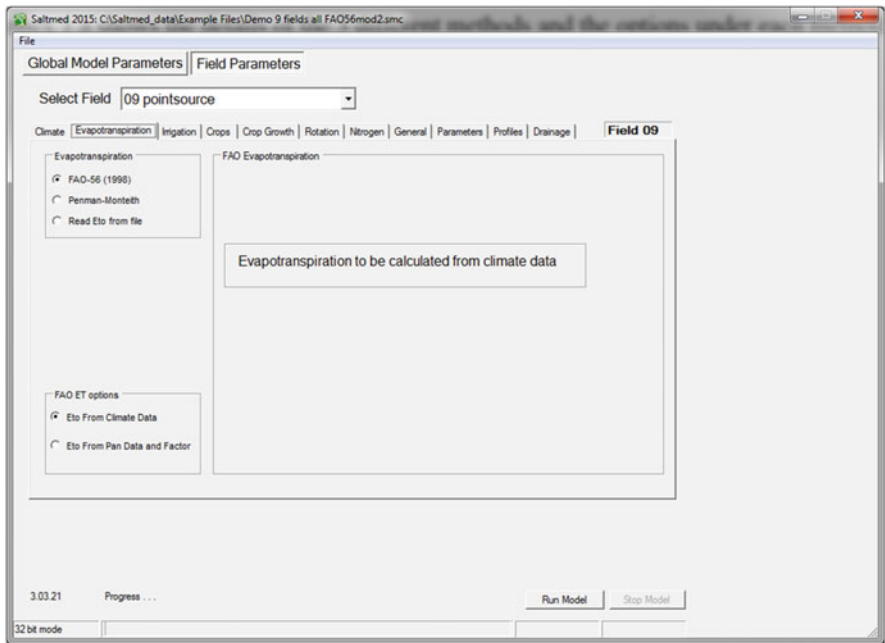 Saltmed 2015: C:\Saltmed_data\Example Files\Demo 9 fields all FAO56mod2.smc
File
Global Model Parameters Field Parameters
Select Field 09 pointsource
Climate Evapotranspiration Irrigation Crops Crop Growth Rotation Nitrogen General Parameters Profiles Drainage Field 09
Evapotranspiration
FAO-56 (1998)
Penman-Monteith
Read Eto from file
FAO Evapotranspiration
Evapotranspiration to be calculated from climate data
FAO ET options
Eto From Climate Data
Eto From Pan Data and Factor
3.03.21 Progress . . .
Run Model Stop Model
32 bit mode